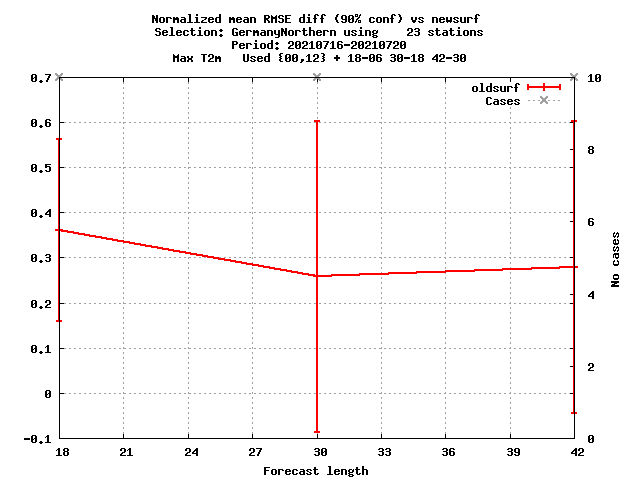 Normalized mean RMSE diff (90% conf) vs newsurf
Selection: GermanyNorthern using    23 stations
Period: 20210716-20210720
Max T2m   Used {00,12} + 18-06 30-18 42-30
oldsurf
Cases
0.7
0.6
0.5
0.4
0.3
0.2
0.1
0
-0.1
10
8
6
4
2
0
No cases
18 21 24 27 30 33 36 39 42
Forecast length